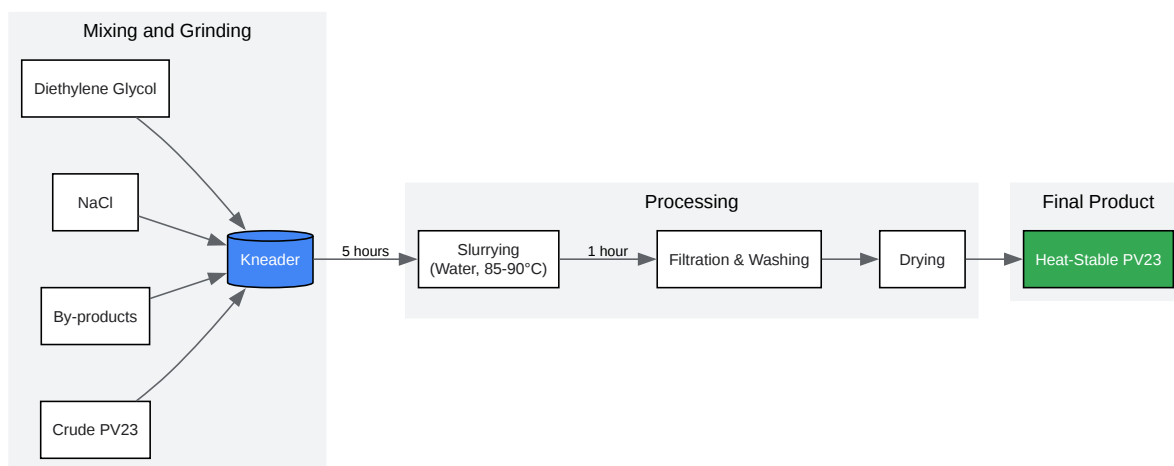 Mixing and Grinding
Diethylene Glycol
NaCl
By-products
Crude PV23
Kneader
5 hours
Processing
Slurrying
(Water, 85-90°C)
1 hour
Filtration & Washing
Drying
Final Product
Heat-Stable PV23